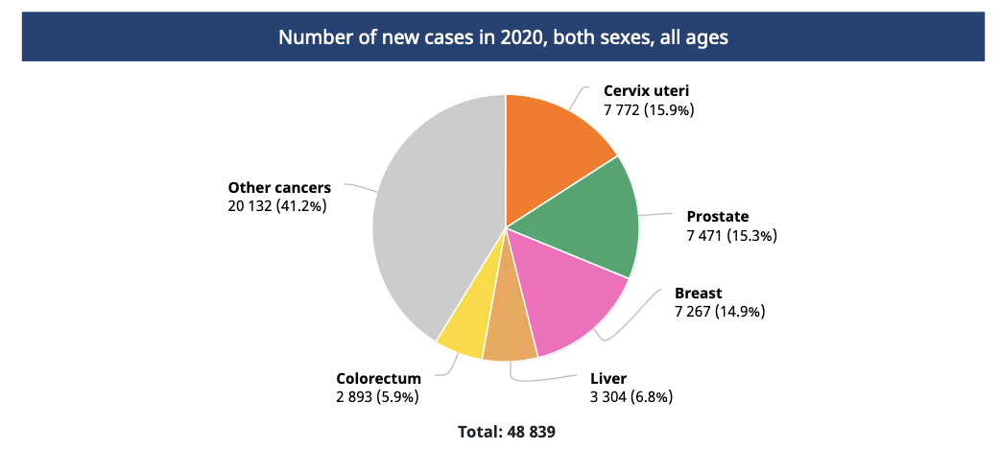 Number of new cases in 2020, both sexes, all ages
Cervix uteri
7 772 (15.9%)
Other cancers
20 132 (41.2%)
Prostate
7 471 (15.3%)
Breast
7 267 (14.9%)
Colorectum
2 893 (5.9%)
Liver
3 304 (6.8%)
Total: 48 839